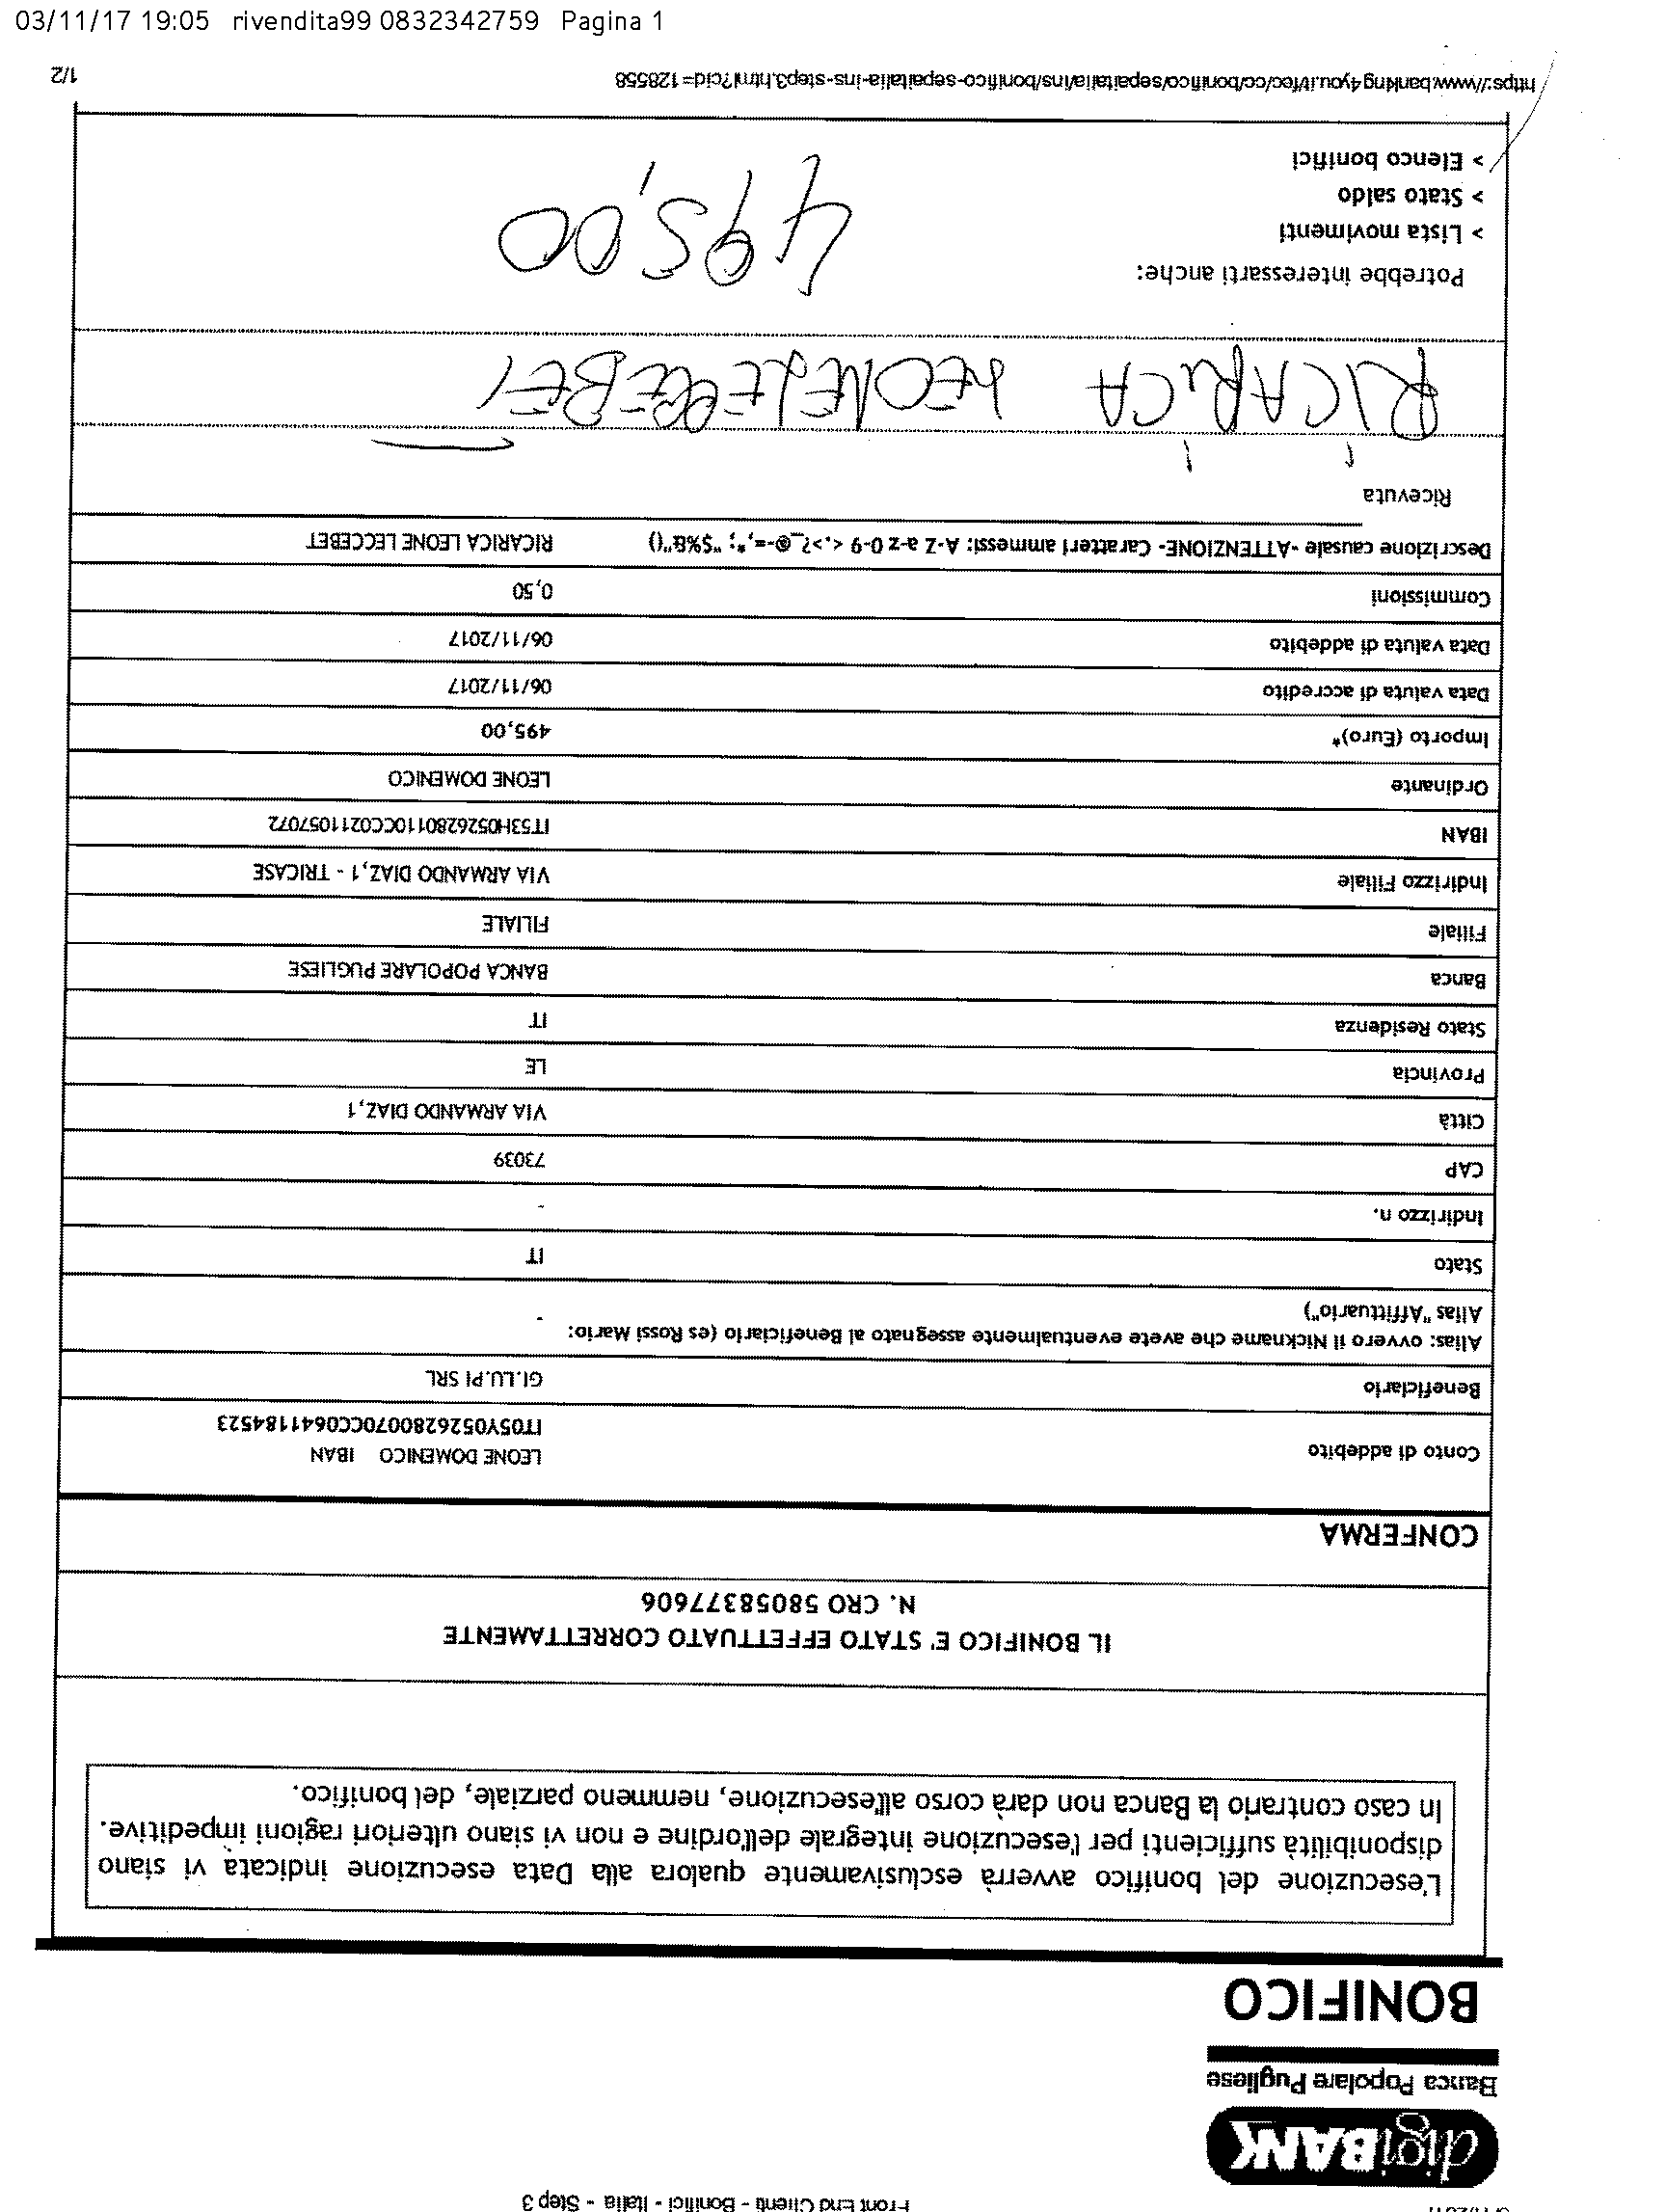 03/11/17 19:05 rivendita99 0832342759 Pagina 1
Front End Clienti - Bonifici - Italia - Step 3
digiBANK
Banca Popolare Pugliese
BONIFICO
L'esecuzione del bonifico avverrà esclusivamente qualora alla Data esecuzione indicata vi siano
disponibilità sufficienti per l'esecuzione integrale dell'ordine e non vi siano ulteriori ragioni impeditive.
In caso contrario la Banca non darà corso all'esecuzione, nemmeno parziale, del bonifico.
IL BONIFICO E' STATO EFFETTUATO CORRETTAMENTE
N. CRO 58058377606
CONFERMA
Conto di addebito LEONE DOMENICO IBAN
IT05Y0526280070CC0641184523
Beneficiario GI.LU.PI SRL
Alias: ovvero il Nickname che avete eventualmente assegnato al Beneficiario (es Rossi Mario:
Alias "Affittuario") -
Stato IT
Indirizzo n. -
CAP 73039
Città VIA ARMANDO DIAZ,1
Provincia LE
Stato Residenza IT
Banca BANCA POPOLARE PUGLIESE
Filiale FILIALE
Indirizzo Filiale VIA ARMANDO DIAZ,1 - TRICASE
IBAN IT53H0526280110CC0211057072
Ordinante LEONE DOMENICO
Importo (Euro)* 495,00
Data valuta di accredito 06/11/2017
Data valuta di addebito 06/11/2017
Commissioni 0,50
Descrizione causale -ATTENZIONE- Caratteri ammessi: A-Z a-z 0-9 <.>?_@-=,*; "$%&"() RICARICA LEONE LECCEBET
Ricevuta
RICARICA LEONE LECCEBET
Potrebbe interessarti anche:
> Lista movimenti
> Stato saldo
> Elenco bonifici
495,00
https://www.banking4you.it/fec/cc/bonifico/sepaitalia/ins/bonifico-sepaitalia-ins-step3.html?cid=128558 1/2